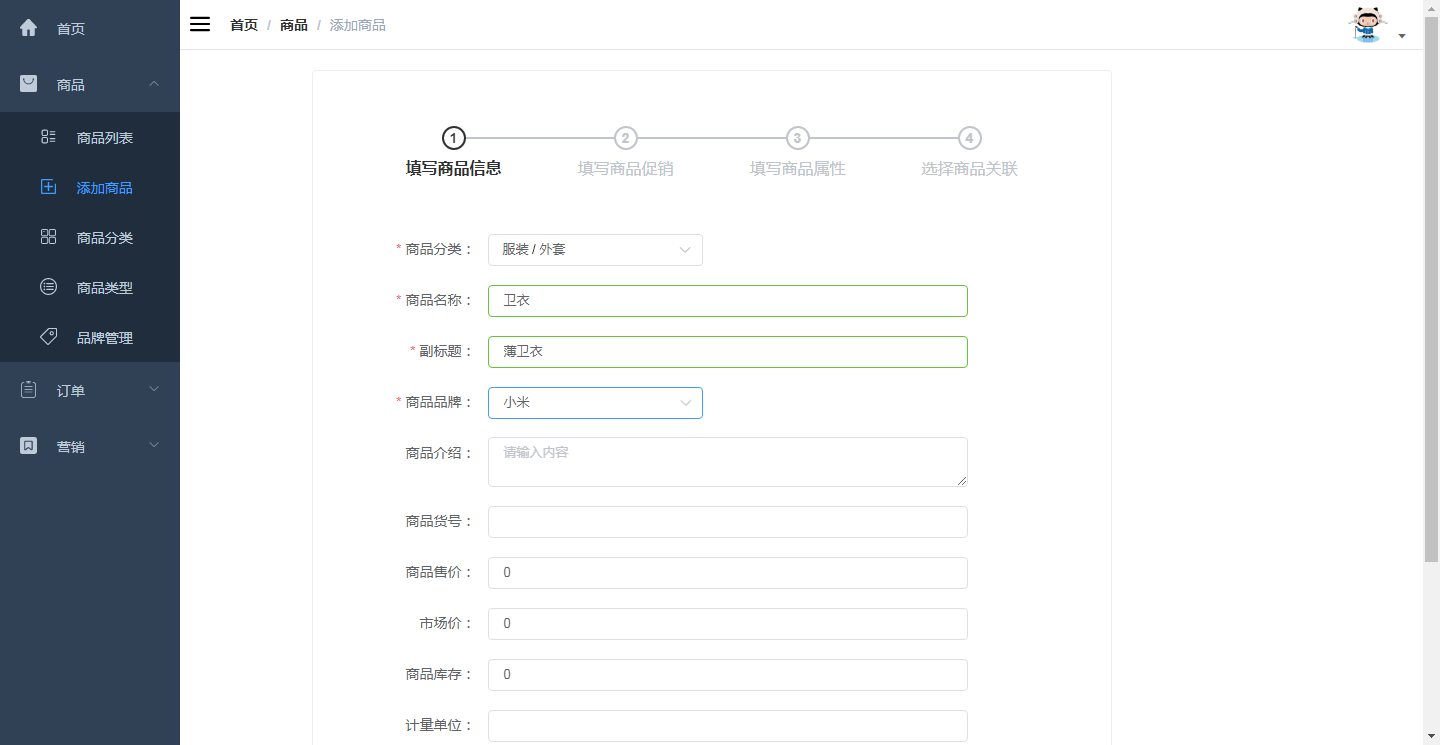 首页
商品
商品列表
添加商品
商品分类
商品类型
品牌管理
订单
营销
首页 / 商品 / 添加商品
1 2 3 4
填写商品信息 填写商品促销 填写商品属性 选择商品关联
* 商品分类： 服装 / 外套
* 商品名称： 卫衣
* 副标题： 薄卫衣
* 商品品牌： 小米
商品介绍： 请输入内容
商品货号：
商品售价： 0
市场价： 0
商品库存： 0
计量单位：